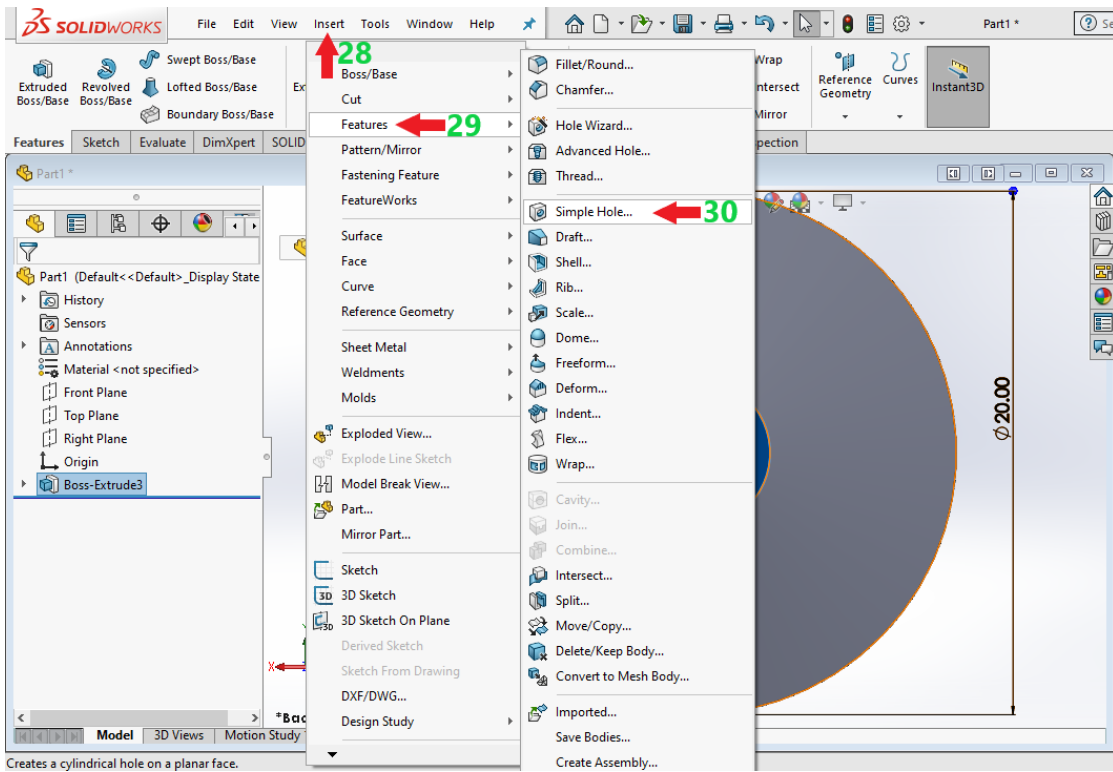 SOLIDWORKS File Edit View Insert Tools Window Help Part1 *
28
Swept Boss/Base
Extruded Boss/Base
Revolved Boss/Base
Lofted Boss/Base
Boundary Boss/Base
Ex
Wrap
ntersect
Mirror
Reference Geometry
Curves
Instant3D
Features Sketch Evaluate DimXpert SOLID
pection
Part1 *
Part1 (Default<<Default>_Display State
History
Sensors
Annotations
Material <not specified>
Front Plane
Top Plane
Right Plane
Origin
Boss-Extrude3
Boss/Base
Cut
Features 29
Pattern/Mirror
Fastening Feature
FeatureWorks
Surface
Face
Curve
Reference Geometry
Sheet Metal
Weldments
Molds
Exploded View...
Explode Line Sketch
Model Break View...
Part...
Mirror Part...
Sketch
3D Sketch
3D Sketch On Plane
Derived Sketch
Sketch From Drawing
DXF/DWG...
Design Study
Fillet/Round...
Chamfer...
Hole Wizard...
Advanced Hole...
Thread...
Simple Hole... 30
Draft...
Shell...
Rib...
Scale...
Dome...
Freeform...
Deform...
Indent...
Flex...
Wrap...
Cavity...
Join...
Combine...
Intersect...
Split...
Move/Copy...
Delete/Keep Body...
Convert to Mesh Body...
Imported...
Save Bodies...
Create Assembly...
⌀20.00
X
*Bac
Model 3D Views Motion Study
Creates a cylindrical hole on a planar face.